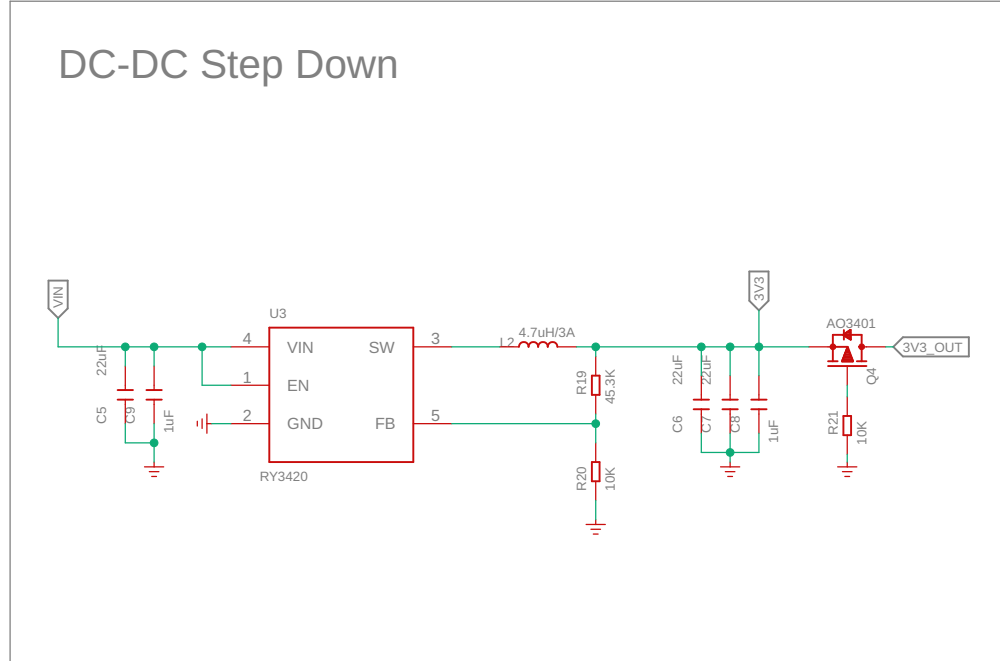 DC-DC Step Down
VIN
22uF
C5
C9
1uF
U3
4
VIN
1
EN
2
GND
SW
3
FB
5
RY3420
L2
4.7uH/3A
R19
45.3K
R20
10K
22uF
C6
22uF
C7
C8
1uF
3V3
AO3401
Q4
3V3_OUT
R21
10K